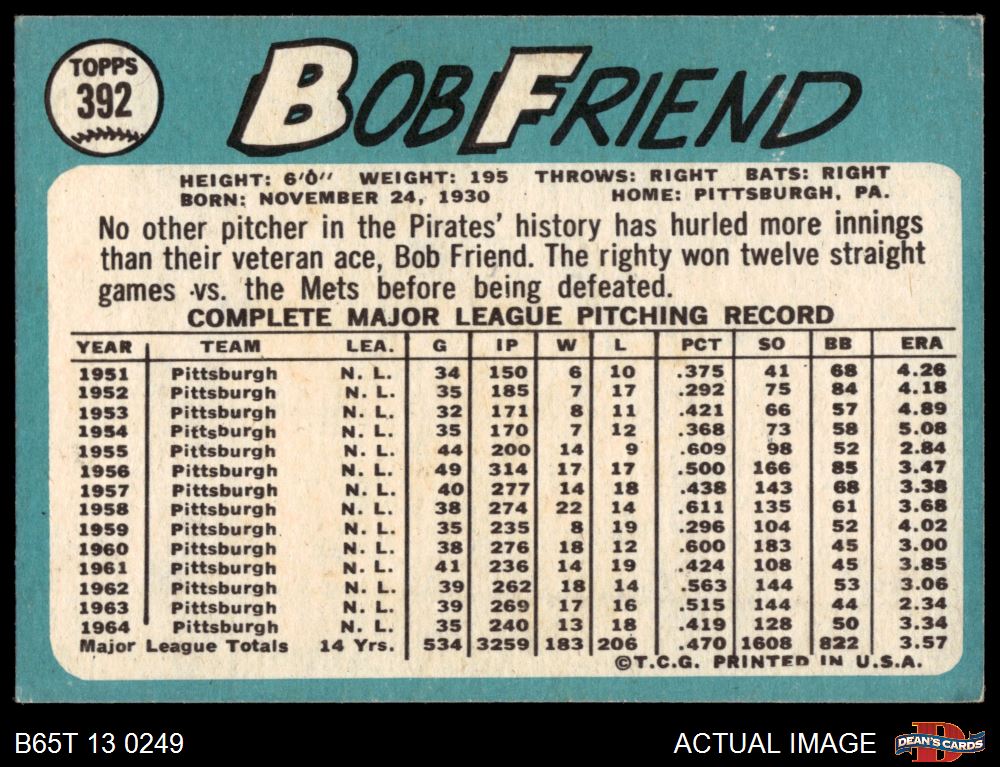 TOPPS
392
BOB FRIEND
HEIGHT: 6'0" WEIGHT: 195 THROWS: RIGHT BATS: RIGHT
BORN: NOVEMBER 24, 1930 HOME: PITTSBURGH, PA.
No other pitcher in the Pirates' history has hurled more innings
than their veteran ace, Bob Friend. The righty won twelve straight
games vs. the Mets before being defeated.
COMPLETE MAJOR LEAGUE PITCHING RECORD
YEAR TEAM LEA. G IP W L PCT SO BB ERA
1951 Pittsburgh N. L. 34 150 6 10 .375 41 68 4.26
1952 Pittsburgh N. L. 35 185 7 17 .292 75 84 4.18
1953 Pittsburgh N. L. 32 171 8 11 .421 66 57 4.89
1954 Pittsburgh N. L. 35 170 7 12 .368 73 58 5.08
1955 Pittsburgh N. L. 44 200 14 9 .609 98 52 2.84
1956 Pittsburgh N. L. 49 314 17 17 .500 166 85 3.47
1957 Pittsburgh N. L. 40 277 14 18 .438 143 68 3.38
1958 Pittsburgh N. L. 38 274 22 14 .611 135 61 3.68
1959 Pittsburgh N. L. 35 235 8 19 .296 104 52 4.02
1960 Pittsburgh N. L. 38 276 18 12 .600 183 45 3.00
1961 Pittsburgh N. L. 41 236 14 19 .424 108 45 3.85
1962 Pittsburgh N. L. 39 262 18 14 .563 144 53 3.06
1963 Pittsburgh N. L. 39 269 17 16 .515 144 44 2.34
1964 Pittsburgh N. L. 35 240 13 18 .419 128 50 3.34
Major League Totals 14 Yrs. 534 3259 183 206 .470 1608 822 3.57
©T.C.G. PRINTED IN U.S.A.
B65T 13 0249 ACTUAL IMAGE DEAN'S CARDS